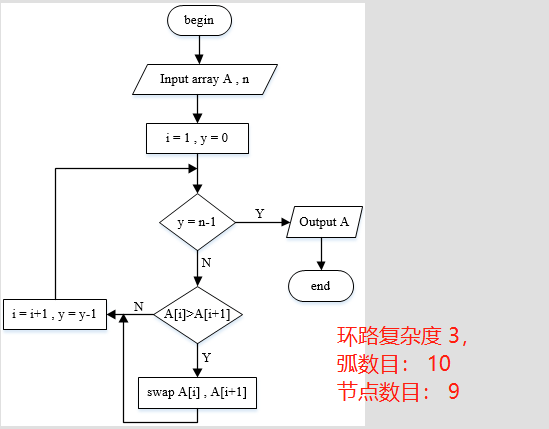 begin
Input array A , n
i = 1 , y = 0
y = n-1
Y
Output A
N
end
i = i+1 , y = y-1
N
A[i]>A[i+1]
Y
swap A[i] , A[i+1]
环路复杂度 3,
弧数目： 10
节点数目： 9